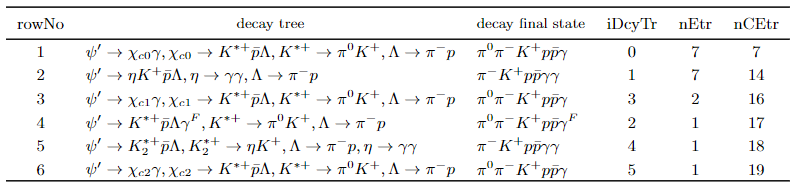 rowNo decay tree decay final state iDcyTr nEtr nCEtr
1 ψ′ → χc0γ, χc0 → K*+p̄Λ, K*+ → π0K+, Λ → π−p π0π−K+pp̄γ 0 7 7
2 ψ′ → ηK+p̄Λ, η → γγ, Λ → π−p π−K+pp̄γγ 1 7 14
3 ψ′ → χc1γ, χc1 → K*+p̄Λ, K*+ → π0K+, Λ → π−p π0π−K+pp̄γ 3 2 16
4 ψ′ → K*+p̄ΛγF, K*+ → π0K+, Λ → π−p π0π−K+pp̄γF 2 1 17
5 ψ′ → K2*+p̄Λ, K2*+ → ηK+, Λ → π−p, η → γγ π−K+pp̄γγ 4 1 18
6 ψ′ → χc2γ, χc2 → K*+p̄Λ, K*+ → π0K+, Λ → π−p π0π−K+pp̄γ 5 1 19